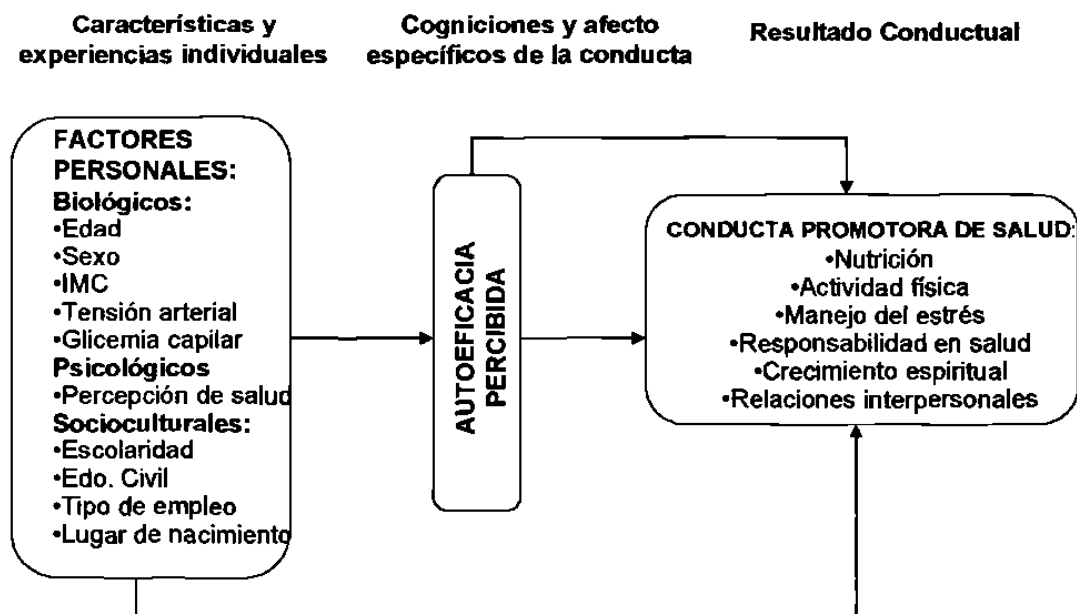 Características y
experiencias individuales
Cogniciones y afecto
específicos de la conducta
Resultado Conductual
FACTORES
PERSONALES:
Biológicos:
•Edad
•Sexo
•IMC
•Tensión arterial
•Glicemia capilar
Psicológicos
•Percepción de salud
Socioculturales:
•Escolaridad
•Edo. Civil
•Tipo de empleo
•Lugar de nacimiento
AUTOEFICACIA
PERCIBIDA
CONDUCTA PROMOTORA DE SALUD:
•Nutrición
•Actividad física
•Manejo del estrés
•Responsabilidad en salud
•Crecimiento espiritual
•Relaciones interpersonales